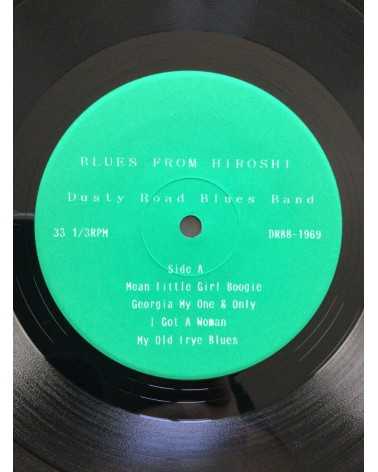 BLUES FROM HIROSHI
Dusty Road Blues Band
33 1/3RPM DRBB-1969
Side A
Mean Little Girl Boogie
Georgia My One & Only
I Got A Woman
My Old Irye Blues